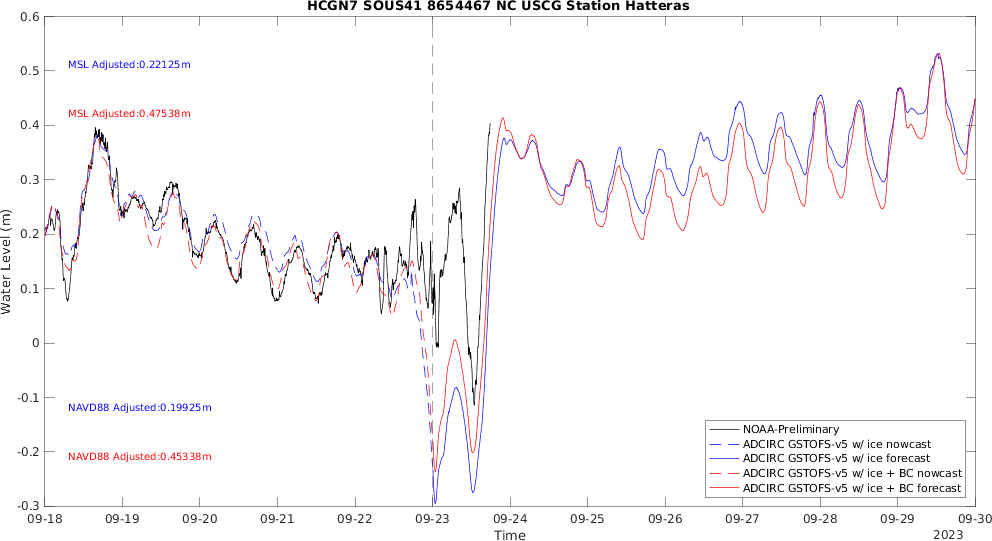 HCGN7 SOUS41 8654467 NC USCG Station Hatteras
0.6
0.5
0.4
0.3
0.2
0.1
0
-0.1
-0.2
-0.3
Water Level (m)
MSL Adjusted:0.22125m
MSL Adjusted:0.47538m
NAVD88 Adjusted:0.19925m
NAVD88 Adjusted:0.45338m
NOAA-Preliminary
ADCIRC GSTOFS-v5 w/ ice nowcast
ADCIRC GSTOFS-v5 w/ ice forecast
ADCIRC GSTOFS-v5 w/ ice + BC nowcast
ADCIRC GSTOFS-v5 w/ ice + BC forecast
09-18 09-19 09-20 09-21 09-22 09-23 09-24 09-25 09-26 09-27 09-28 09-29 09-30
Time
2023